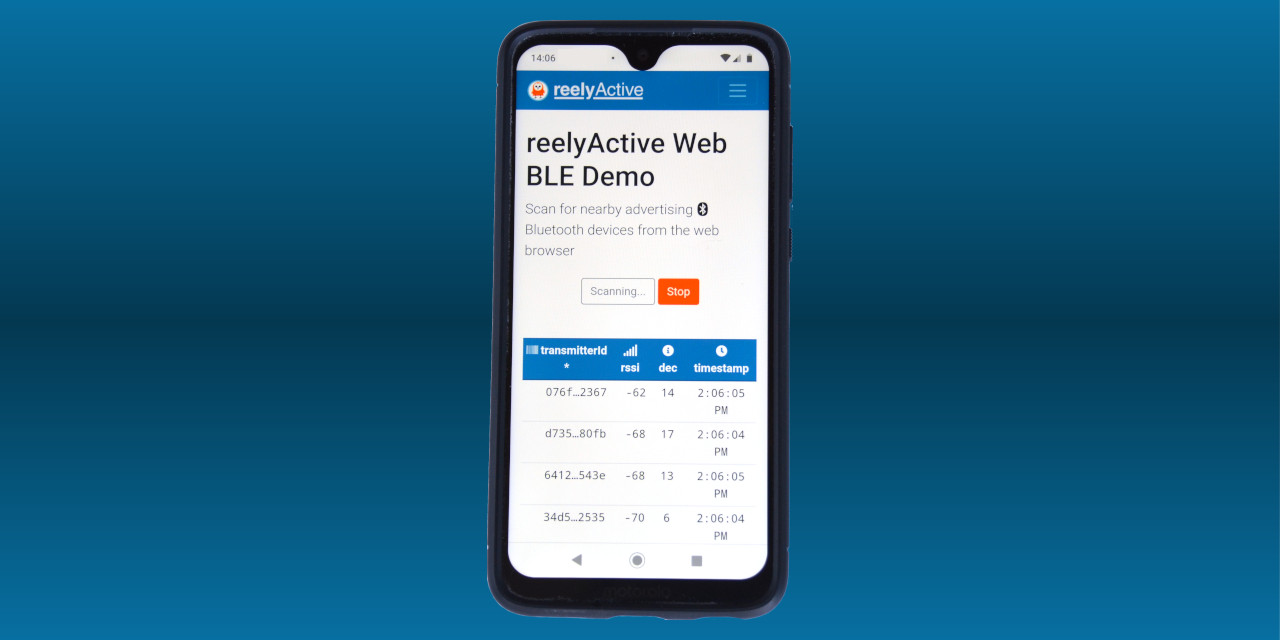 14:06
reelyActive
reelyActive Web
BLE Demo
Scan for nearby advertising
Bluetooth devices from the web
browser
Scanning... Stop
transmitterId
* rssi dec timestamp
076f…2367 -62 14 2:06:05
PM
d735…80fb -68 17 2:06:04
PM
6412…543e -68 13 2:06:05
PM
34d5…2535 -70 6 2:06:04
PM